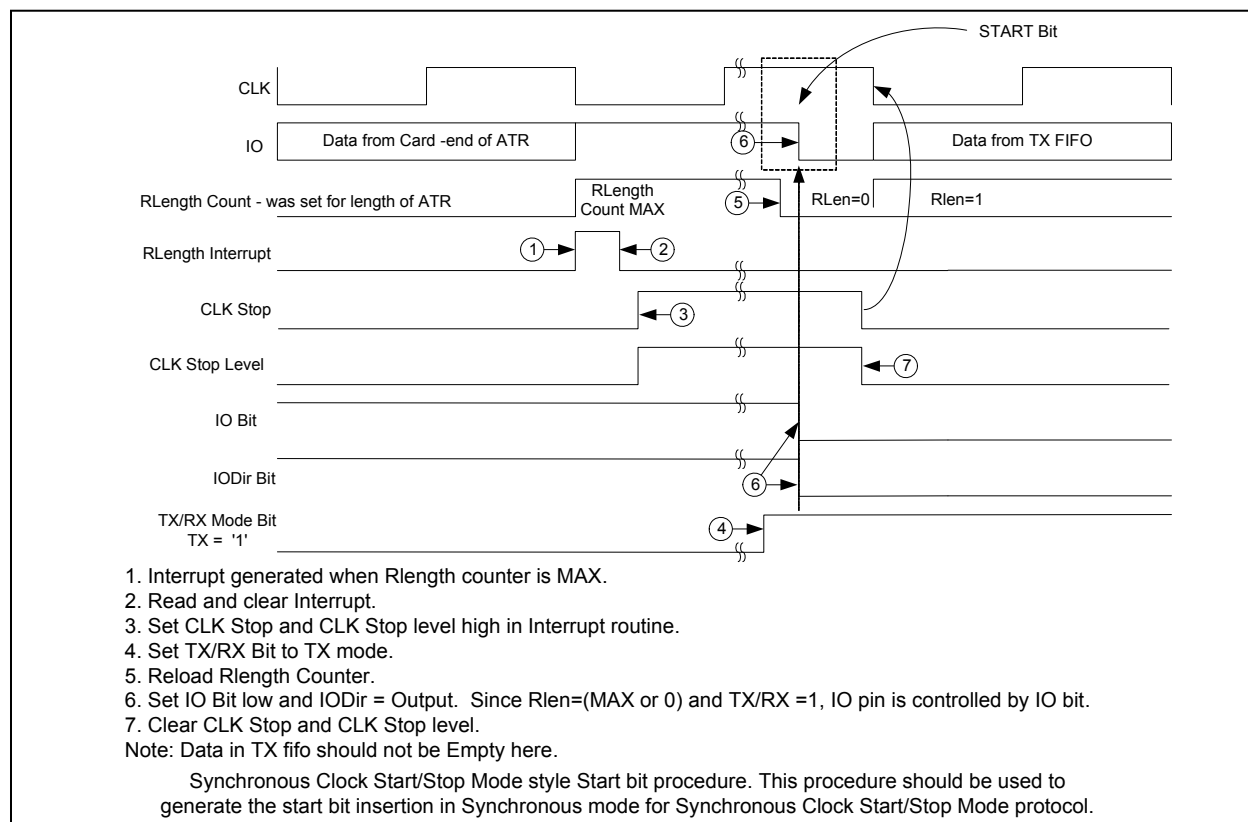 START Bit
CLK
IO
Data from Card -end of ATR
6
Data from TX FIFO
RLength Count - was set for length of ATR
RLength
Count MAX
5
RLen=0
Rlen=1
RLength Interrupt
1
2
CLK Stop
3
CLK Stop Level
7
IO Bit
IODir Bit
6
TX/RX Mode Bit
TX = '1'
4
1. Interrupt generated when Rlength counter is MAX.
2. Read and clear Interrupt.
3. Set CLK Stop and CLK Stop level high in Interrupt routine.
4. Set TX/RX Bit to TX mode.
5. Reload Rlength Counter.
6. Set IO Bit low and IODir = Output. Since Rlen=(MAX or 0) and TX/RX =1, IO pin is controlled by IO bit.
7. Clear CLK Stop and CLK Stop level.
Note: Data in TX fifo should not be Empty here.
Synchronous Clock Start/Stop Mode style Start bit procedure. This procedure should be used to
generate the start bit insertion in Synchronous mode for Synchronous Clock Start/Stop Mode protocol.